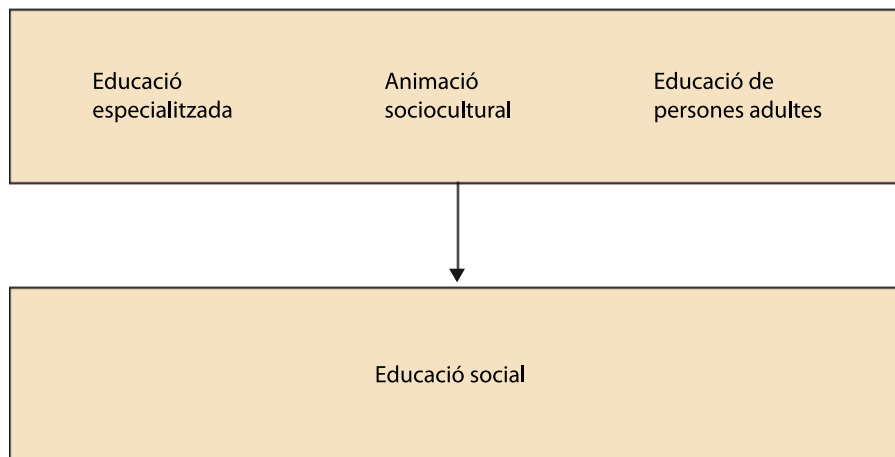 Educació
especialitzada
Animació
sociocultural
Educació de
persones adultes
Educació social